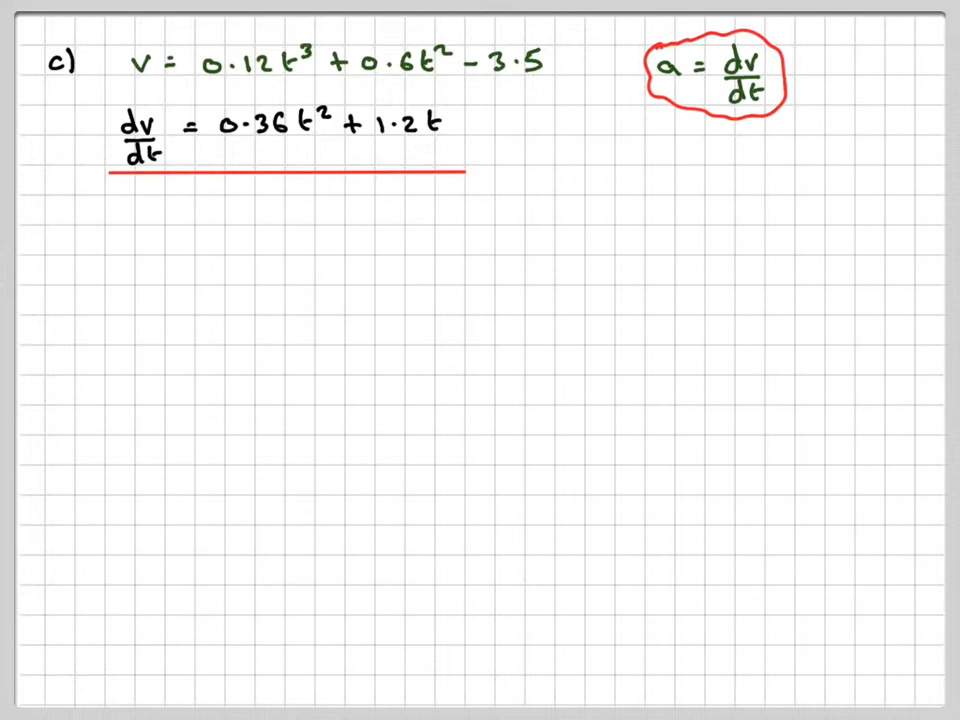 c) v = 0.12t³ + 0.6t² - 3.5
a = dv/dt
dv/dt = 0.36t² + 1.2t